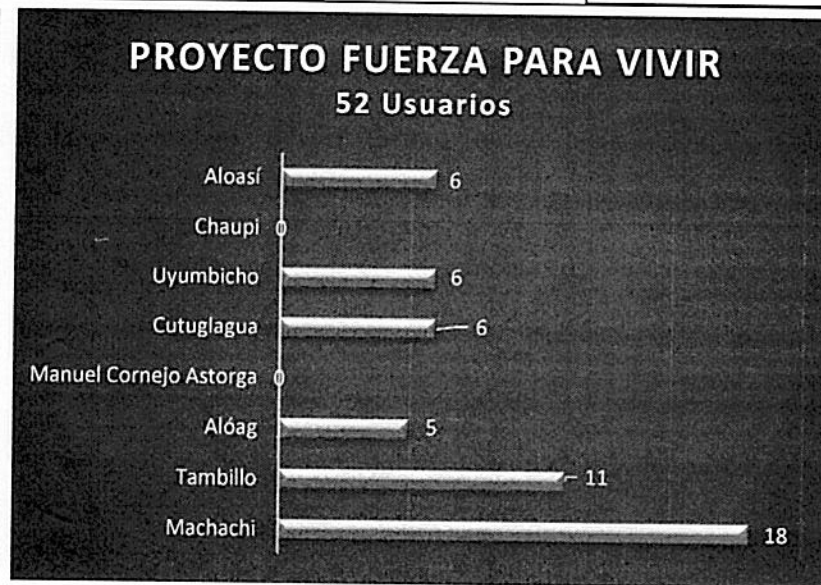 PROYECTO FUERZA PARA VIVIR
52 Usuarios
Aloasí 6
Chaupi 0
Uyumbicho 6
Cutuglagua 6
Manuel Cornejo Astorga 0
Alóag 5
Tambillo 11
Machachi 18